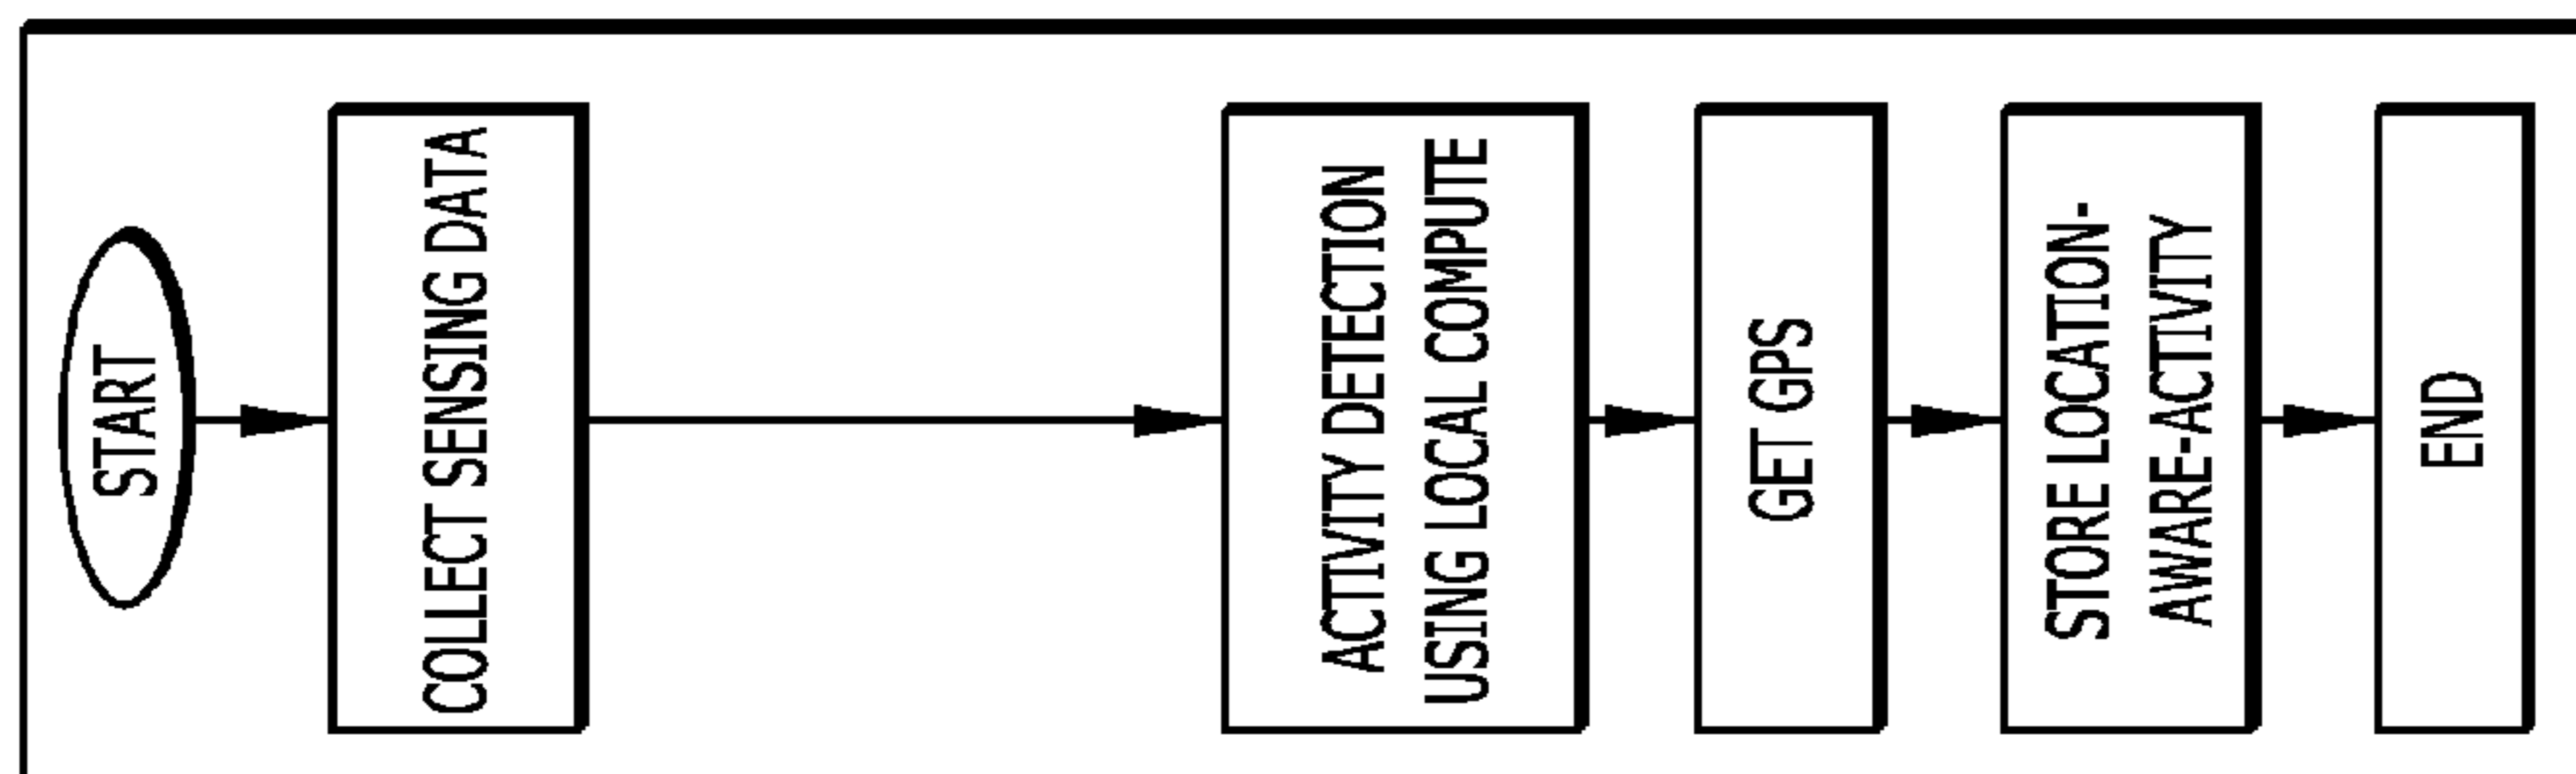 START
COLLECT SENSING DATA
ACTIVITY DETECTION
USING LOCAL COMPUTE
GET GPS
STORE LOCATION-
AWARE-ACTIVITY
END